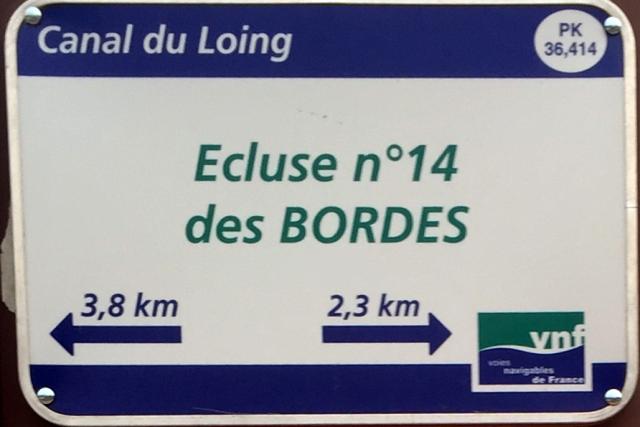 Canal du Loing
PK
36,414
Ecluse n°14
des BORDES
3,8 km
2,3 km
vnf
voies
navigables
de France